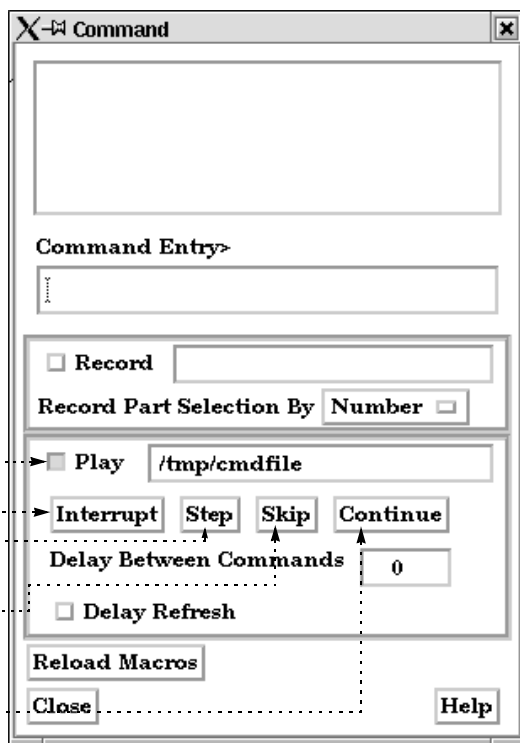 Command
Command Entry>
Record
Record Part Selection By Number
Play /tmp/cmdfile
Interrupt Step Skip Continue
Delay Between Commands 0
Delay Refresh
Reload Macros
Close Help